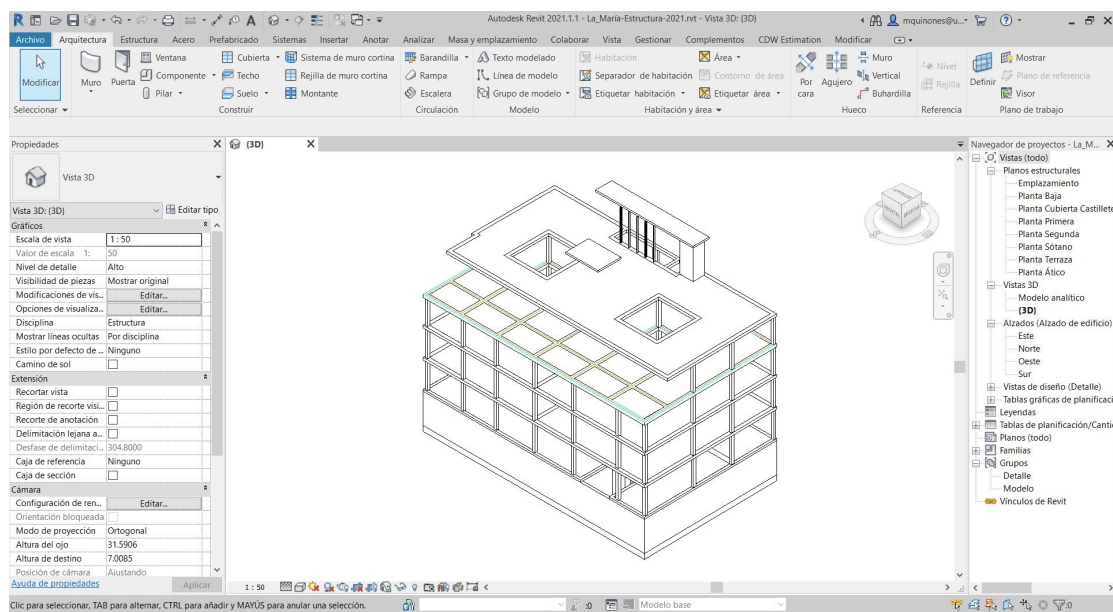 Autodesk Revit 2021.1.1 - La_María-Estructura-2021.rvt - Vista 3D: {3D}
mquinones@u...
Archivo Arquitectura Estructura Acero Prefabricado Sistemas Insertar Anotar Analizar Masa y emplazamiento Colaborar Vista Gestionar Complementos CDW Estimation Modificar
Modificar
Muro
Puerta
Ventana
Componente
Pilar
Cubierta
Techo
Suelo
Sistema de muro cortina
Rejilla de muro cortina
Montante
Barandilla
Rampa
Escalera
Texto modelado
Línea de modelo
Grupo de modelo
Habitación
Separador de habitación
Etiquetar habitación
Área
Contorno de área
Etiquetar área
Por cara
Agujero
Muro
Vertical
Buhardilla
Nivel
Rejilla
Definir
Mostrar
Plano de referencia
Visor
Seleccionar Construir Circulación Modelo Habitación y área Hueco Referencia Plano de trabajo
Propiedades
Vista 3D
Vista 3D: {3D} Editar tipo
Gráficos
Escala de vista 1 : 50
Valor de escala 1: 50
Nivel de detalle Alto
Visibilidad de piezas Mostrar original
Modificaciones de vis... Editar...
Opciones de visualiza... Editar...
Disciplina Estructura
Mostrar líneas ocultas Por disciplina
Estilo por defecto de ... Ninguno
Camino de sol
Extensión
Recortar vista
Región de recorte visi...
Recorte de anotación
Delimitación lejana a...
Desfase de delimitaci... 304.8000
Caja de referencia Ninguno
Caja de sección
Cámara
Configuración de ren... Editar...
Orientación bloqueada
Modo de proyección Ortogonal
Altura del ojo 31.5906
Altura de destino 7.0085
Posición de cámara Ajustando
Ayuda de propiedades Aplicar
{3D}
1 : 50
Navegador de proyectos - La_M...
Vistas (todo)
Planos estructurales
Emplazamiento
Planta Baja
Planta Cubierta Castillete
Planta Primera
Planta Segunda
Planta Sótano
Planta Terraza
Planta Ático
Vistas 3D
Modelo analítico
{3D}
Alzados (Alzado de edificio)
Este
Norte
Oeste
Sur
Vistas de diseño (Detalle)
Tablas gráficas de planificaci
Leyendas
Tablas de planificación/Canti
Planos (todo)
Familias
Grupos
Detalle
Modelo
Vínculos de Revit
Clic para seleccionar, TAB para alternar, CTRL para añadir y MAYÚS para anular una selección.
:0
Modelo base
:0